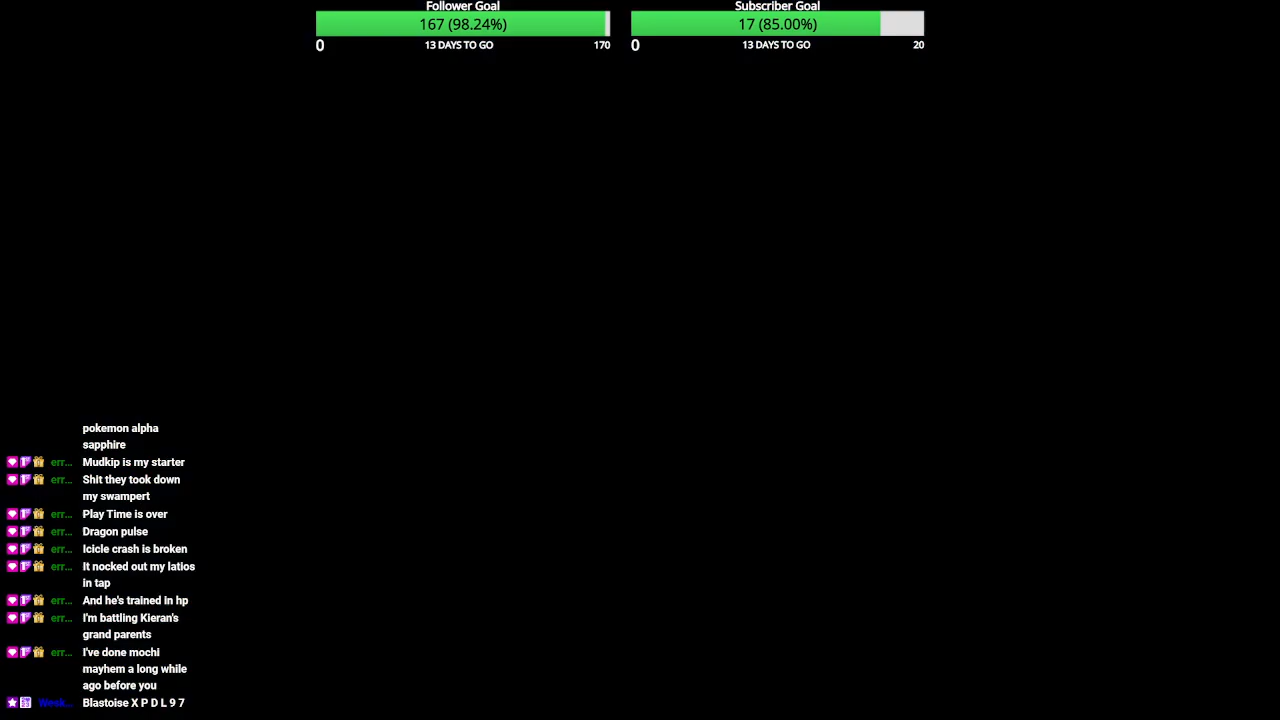 Follower Goal
167 (98.24%)
0 13 DAYS TO GO 170
Subscriber Goal
17 (85.00%)
0 13 DAYS TO GO 20
pokemon alpha
sapphire
err... Mudkip is my starter
err... Shit they took down
my swampert
err... Play Time is over
err... Dragon pulse
err... Icicle crash is broken
err... It nocked out my latios
in tap
err... And he's trained in hp
err... I'm battling Kieran's
grand parents
err... I've done mochi
mayhem a long while
ago before you
Wesk... Blastoise X P D L 9 7